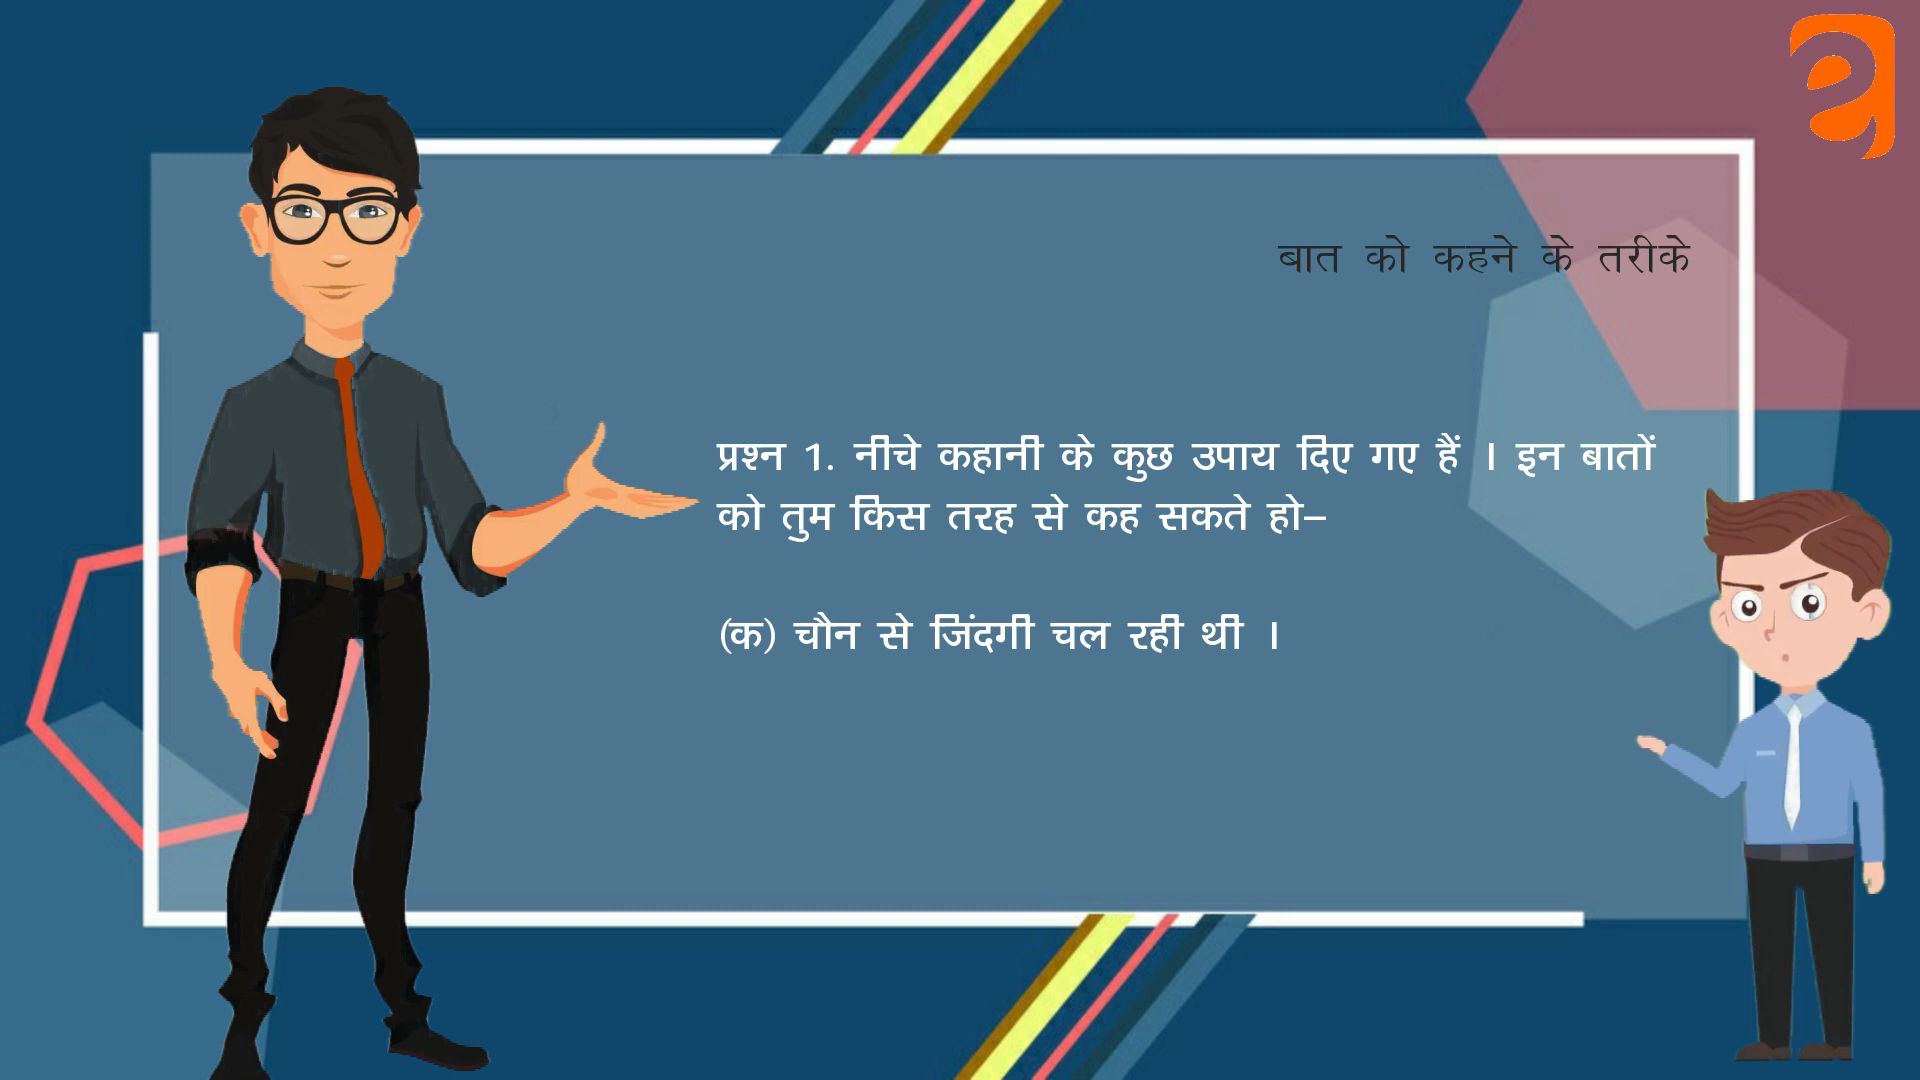 बात को कहने के तरीके
प्रश्न 1. नीचे कहानी के कुछ उपाय दिए गए हैं । इन बातों
को तुम किस तरह से कह सकते हो–
(क) चौन से जिंदगी चल रही थी ।